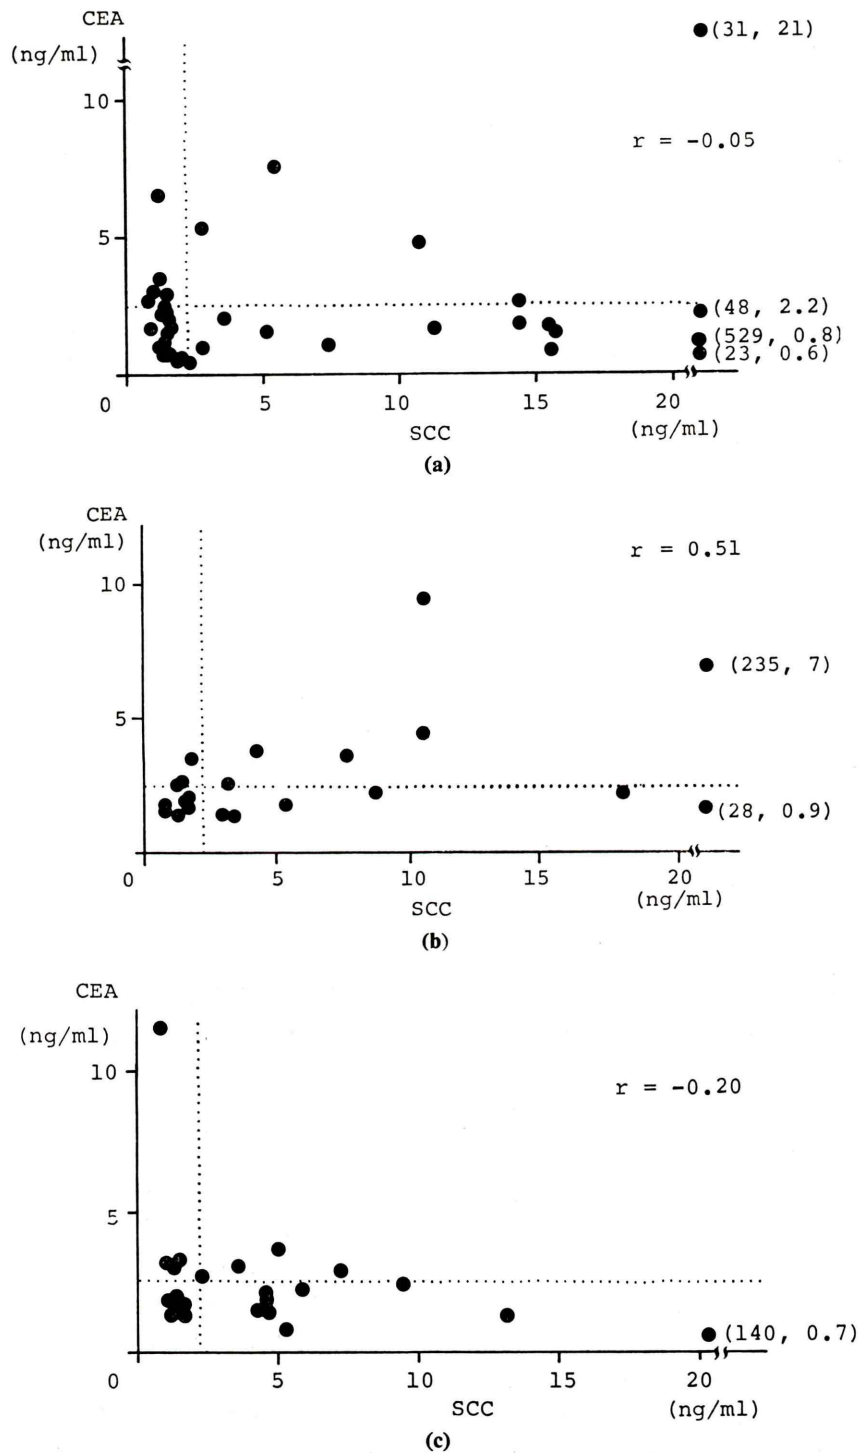 CEA
(ng/ml)
(31, 21)
10
r = -0.05
5
(48, 2.2)
(529, 0.8)
(23, 0.6)
0 5 10 15 20
SCC (ng/ml)
(a)
CEA
(ng/ml)
r = 0.51
10
(235, 7)
5
(28, 0.9)
0 5 10 15 20
SCC (ng/ml)
(b)
CEA
(ng/ml)
10
r = -0.20
5
(140, 0.7)
0 5 10 15 20
SCC (ng/ml)
(c)